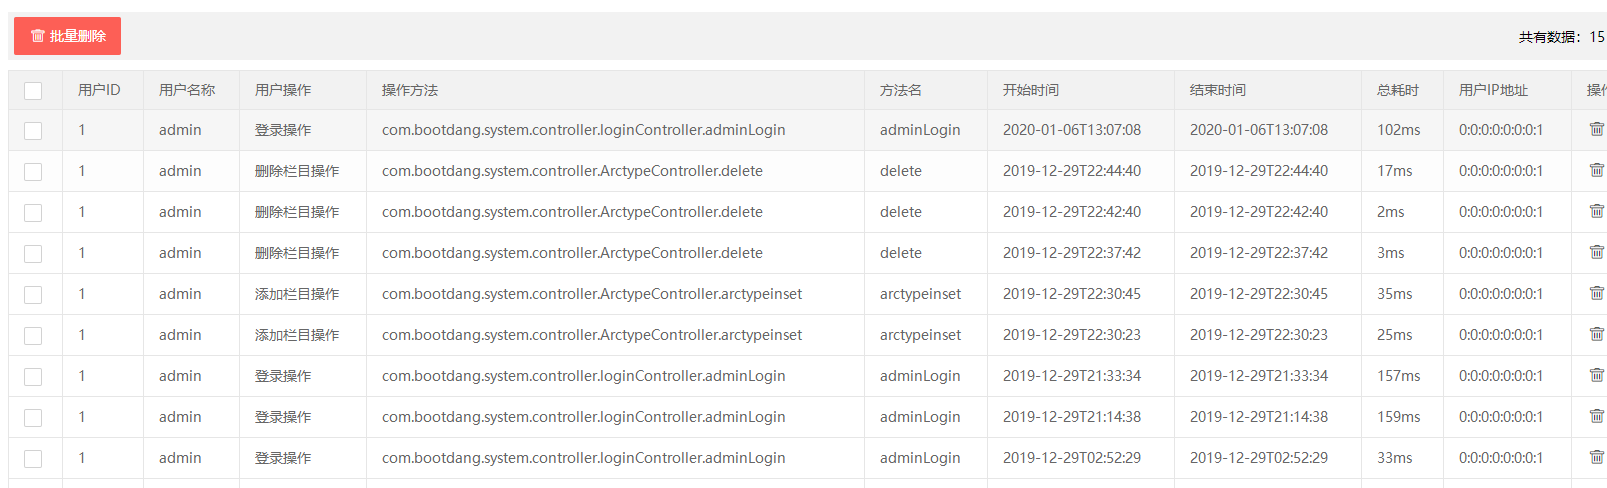 批量删除
共有数据：15
用户ID 用户名称 用户操作 操作方法 方法名 开始时间 结束时间 总耗时 用户IP地址 操作
1 admin 登录操作 com.bootdang.system.controller.loginController.adminLogin adminLogin 2020-01-06T13:07:08 2020-01-06T13:07:08 102ms 0:0:0:0:0:0:0:1
1 admin 删除栏目操作 com.bootdang.system.controller.ArctypeController.delete delete 2019-12-29T22:44:40 2019-12-29T22:44:40 17ms 0:0:0:0:0:0:0:1
1 admin 删除栏目操作 com.bootdang.system.controller.ArctypeController.delete delete 2019-12-29T22:42:40 2019-12-29T22:42:40 2ms 0:0:0:0:0:0:0:1
1 admin 删除栏目操作 com.bootdang.system.controller.ArctypeController.delete delete 2019-12-29T22:37:42 2019-12-29T22:37:42 3ms 0:0:0:0:0:0:0:1
1 admin 添加栏目操作 com.bootdang.system.controller.ArctypeController.arctypeinset arctypeinset 2019-12-29T22:30:45 2019-12-29T22:30:45 35ms 0:0:0:0:0:0:0:1
1 admin 添加栏目操作 com.bootdang.system.controller.ArctypeController.arctypeinset arctypeinset 2019-12-29T22:30:23 2019-12-29T22:30:23 25ms 0:0:0:0:0:0:0:1
1 admin 登录操作 com.bootdang.system.controller.loginController.adminLogin adminLogin 2019-12-29T21:33:34 2019-12-29T21:33:34 157ms 0:0:0:0:0:0:0:1
1 admin 登录操作 com.bootdang.system.controller.loginController.adminLogin adminLogin 2019-12-29T21:14:38 2019-12-29T21:14:38 159ms 0:0:0:0:0:0:0:1
1 admin 登录操作 com.bootdang.system.controller.loginController.adminLogin adminLogin 2019-12-29T02:52:29 2019-12-29T02:52:29 33ms 0:0:0:0:0:0:0:1